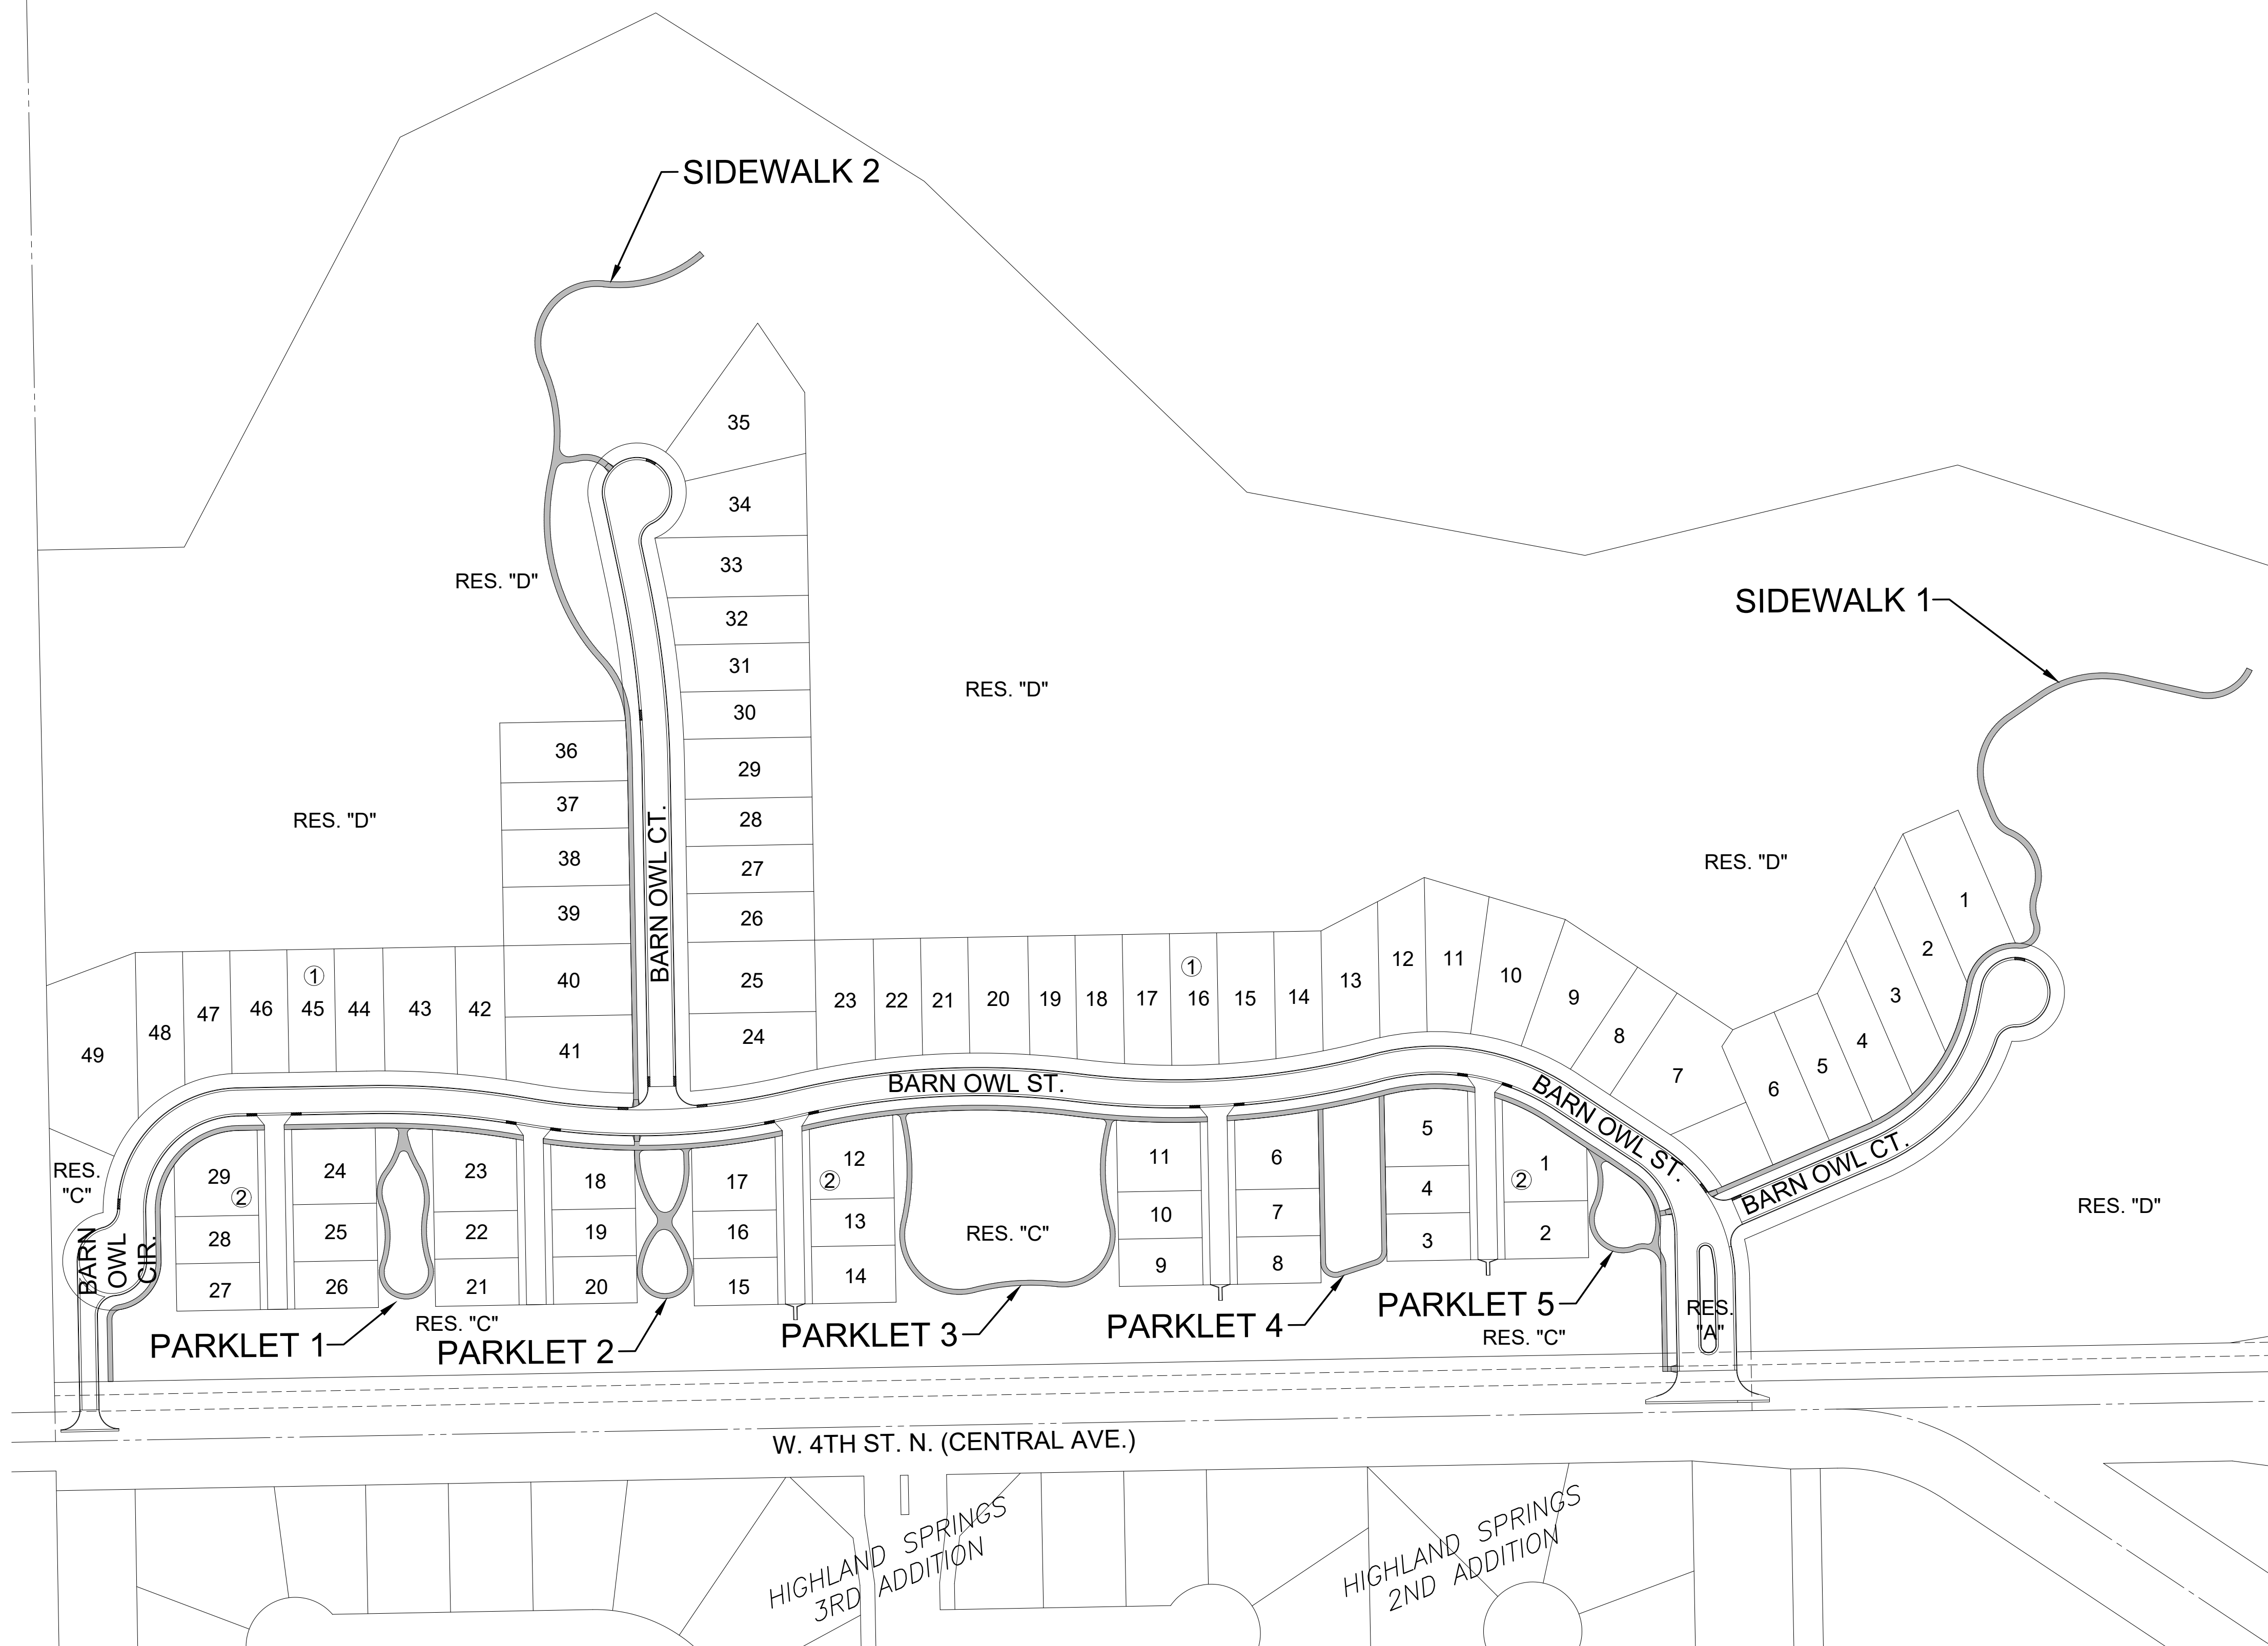 SIDEWALK 2
35
34
33
32
31
30
29
28
27
26
25
24
RES. "D"
RES. "D"
RES. "D"
SIDEWALK 1
RES. "D"
RES. "D"
36
37
38
39
40
41
BARN OWL CT.
49
48
47
46
1
45
44
43
42
23
22
21
20
19
18
17
1
16
15
14
13
12
11
10
9
8
7
6
5
4
3
2
1
BARN OWL ST.
BARN OWL ST.
BARN OWL CT.
RES.
"C"
BARN
OWL
CIR.
29
2
28
27
24
25
26
23
22
21
18
19
20
17
16
15
12
2
13
14
RES. "C"
11
10
9
6
7
8
5
4
3
1
2
2
RES.
"A"
RES. "C"
RES. "C"
PARKLET 1
PARKLET 2
PARKLET 3
PARKLET 4
PARKLET 5
W. 4TH ST. N. (CENTRAL AVE.)
HIGHLAND SPRINGS
3RD ADDITION
HIGHLAND SPRINGS
2ND ADDITION